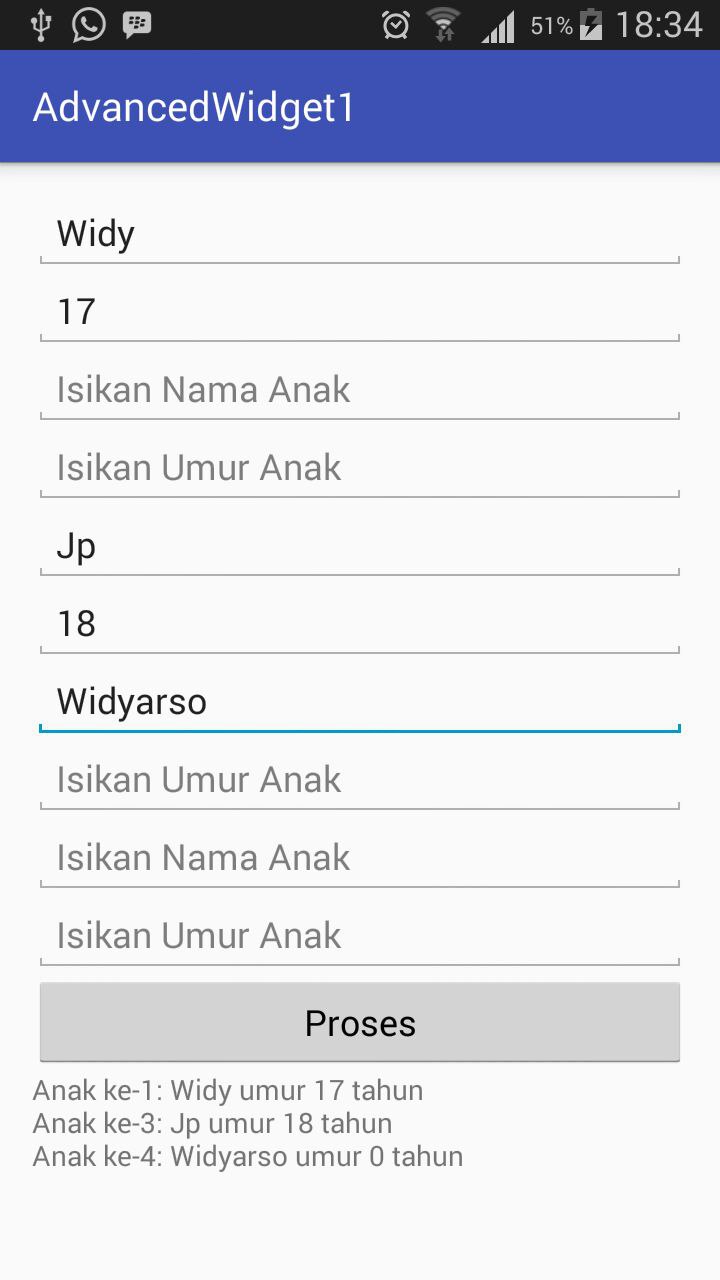 51% 18:34
AdvancedWidget1
Widy
17
Isikan Nama Anak
Isikan Umur Anak
Jp
18
Widyarso
Isikan Umur Anak
Isikan Nama Anak
Isikan Umur Anak
Proses
Anak ke-1: Widy umur 17 tahun
Anak ke-3: Jp umur 18 tahun
Anak ke-4: Widyarso umur 0 tahun